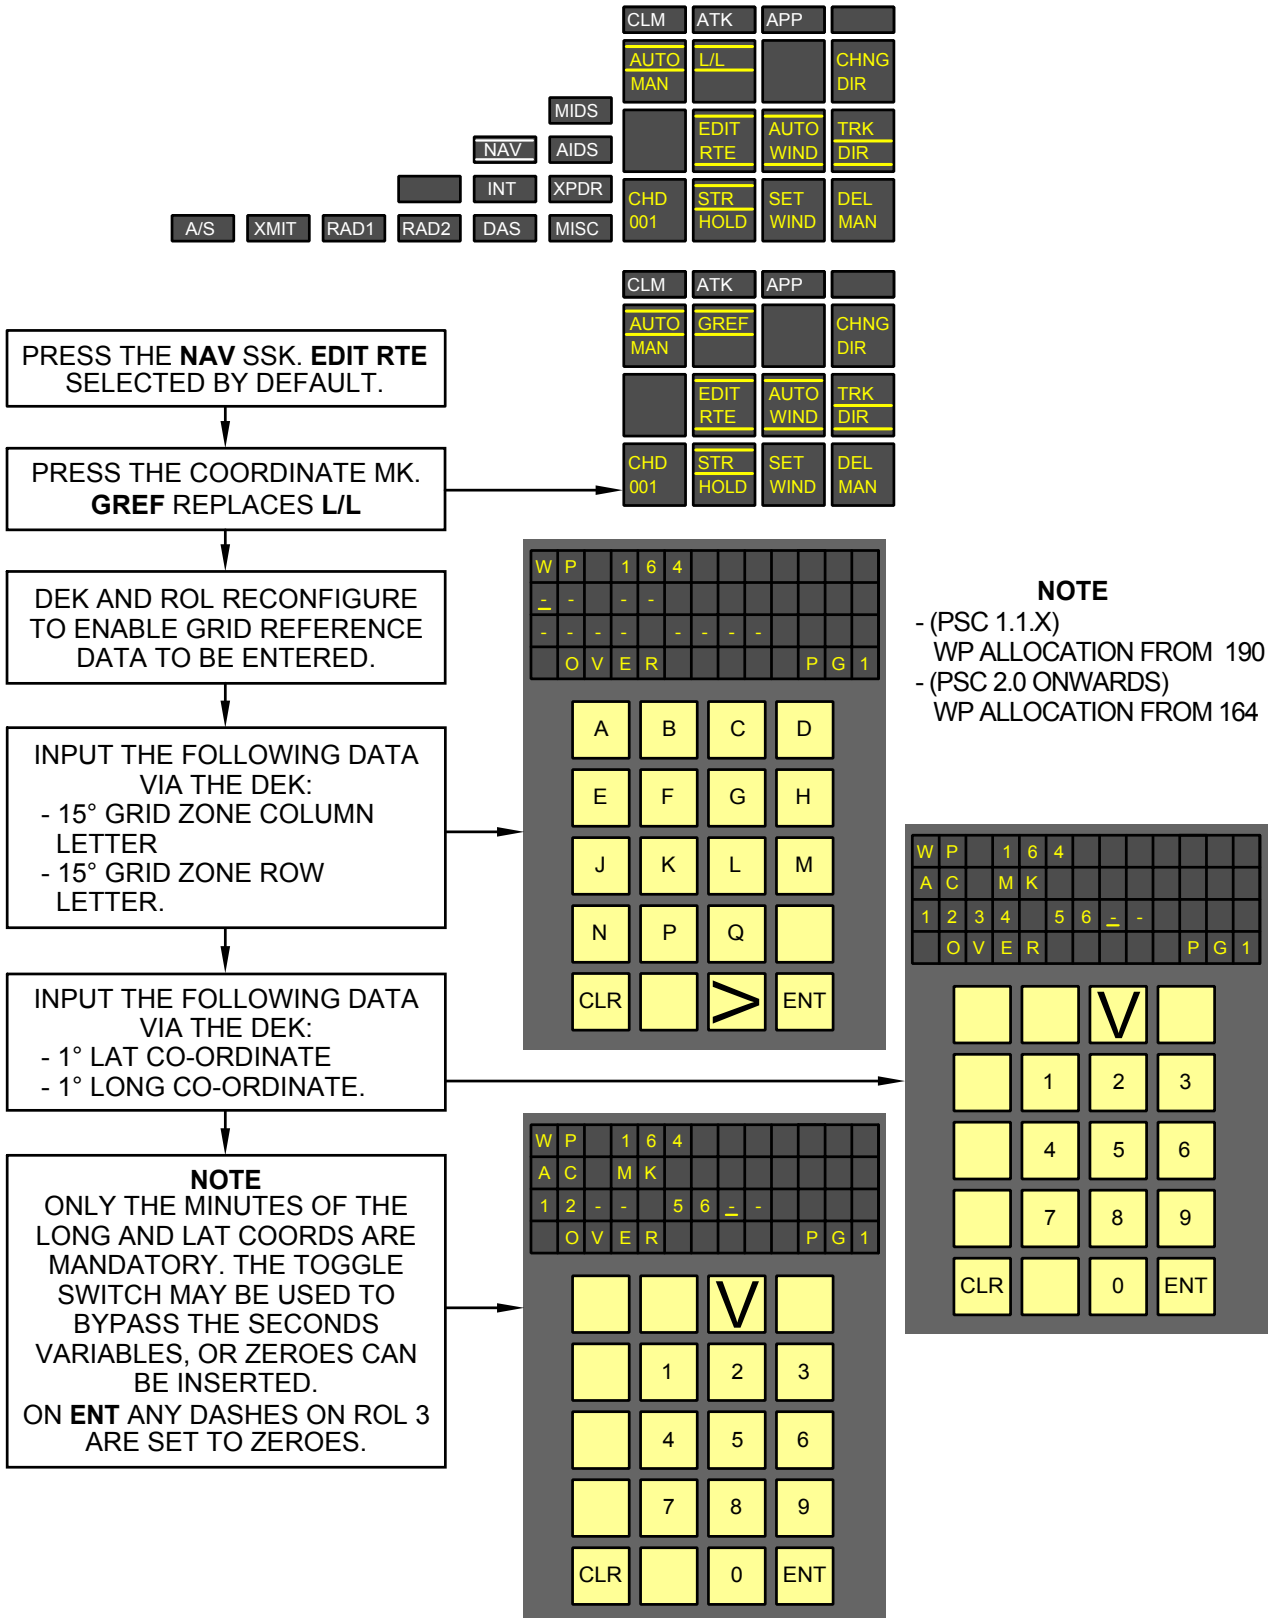 CLM ATK APP
AUTO L/L CHNG
MAN DIR
MIDS
EDIT AUTO TRK
NAV AIDS RTE WIND DIR
INT XPDR CHD STR SET DEL
A/S XMIT RAD1 RAD2 DAS MISC 001 HOLD WIND MAN
CLM ATK APP
AUTO GREF CHNG
MAN DIR
EDIT AUTO TRK
RTE WIND DIR
CHD STR SET DEL
001 HOLD WIND MAN
PRESS THE NAV SSK. EDIT RTE
SELECTED BY DEFAULT.
PRESS THE COORDINATE MK.
GREF REPLACES L/L
DEK AND ROL RECONFIGURE
TO ENABLE GRID REFERENCE
DATA TO BE ENTERED.
INPUT THE FOLLOWING DATA
VIA THE DEK:
- 15° GRID ZONE COLUMN
LETTER
- 15° GRID ZONE ROW
LETTER.
INPUT THE FOLLOWING DATA
VIA THE DEK:
- 1° LAT CO-ORDINATE
- 1° LONG CO-ORDINATE.
NOTE
ONLY THE MINUTES OF THE
LONG AND LAT COORDS ARE
MANDATORY. THE TOGGLE
SWITCH MAY BE USED TO
BYPASS THE SECONDS
VARIABLES, OR ZEROES CAN
BE INSERTED.
ON ENT ANY DASHES ON ROL 3
ARE SET TO ZEROES.
W P 1 6 4
- - - -
- - - - - - - -
O V E R P G 1
A B C D
E F G H
J K L M
N P Q
CLR > ENT
NOTE
- (PSC 1.1.X)
WP ALLOCATION FROM 190
- (PSC 2.0 ONWARDS)
WP ALLOCATION FROM 164
W P 1 6 4
A C M K
1 2 3 4 5 6 - -
O V E R P G 1
V
1 2 3
4 5 6
7 8 9
CLR 0 ENT
W P 1 6 4
A C M K
1 2 - - 5 6 - -
O V E R P G 1
V
1 2 3
4 5 6
7 8 9
CLR 0 ENT